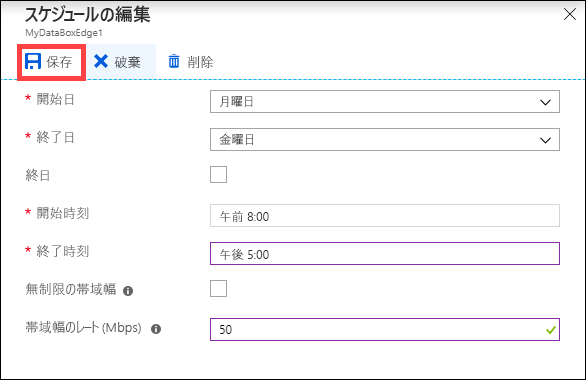 スケジュールの編集
MyDataBoxEdge1
保存 破棄 削除
* 開始日 月曜日
* 終了日 金曜日
終日
* 開始時刻 午前 8:00
* 終了時刻 午後 5:00
無制限の帯域幅
帯域幅のレート (Mbps) 50